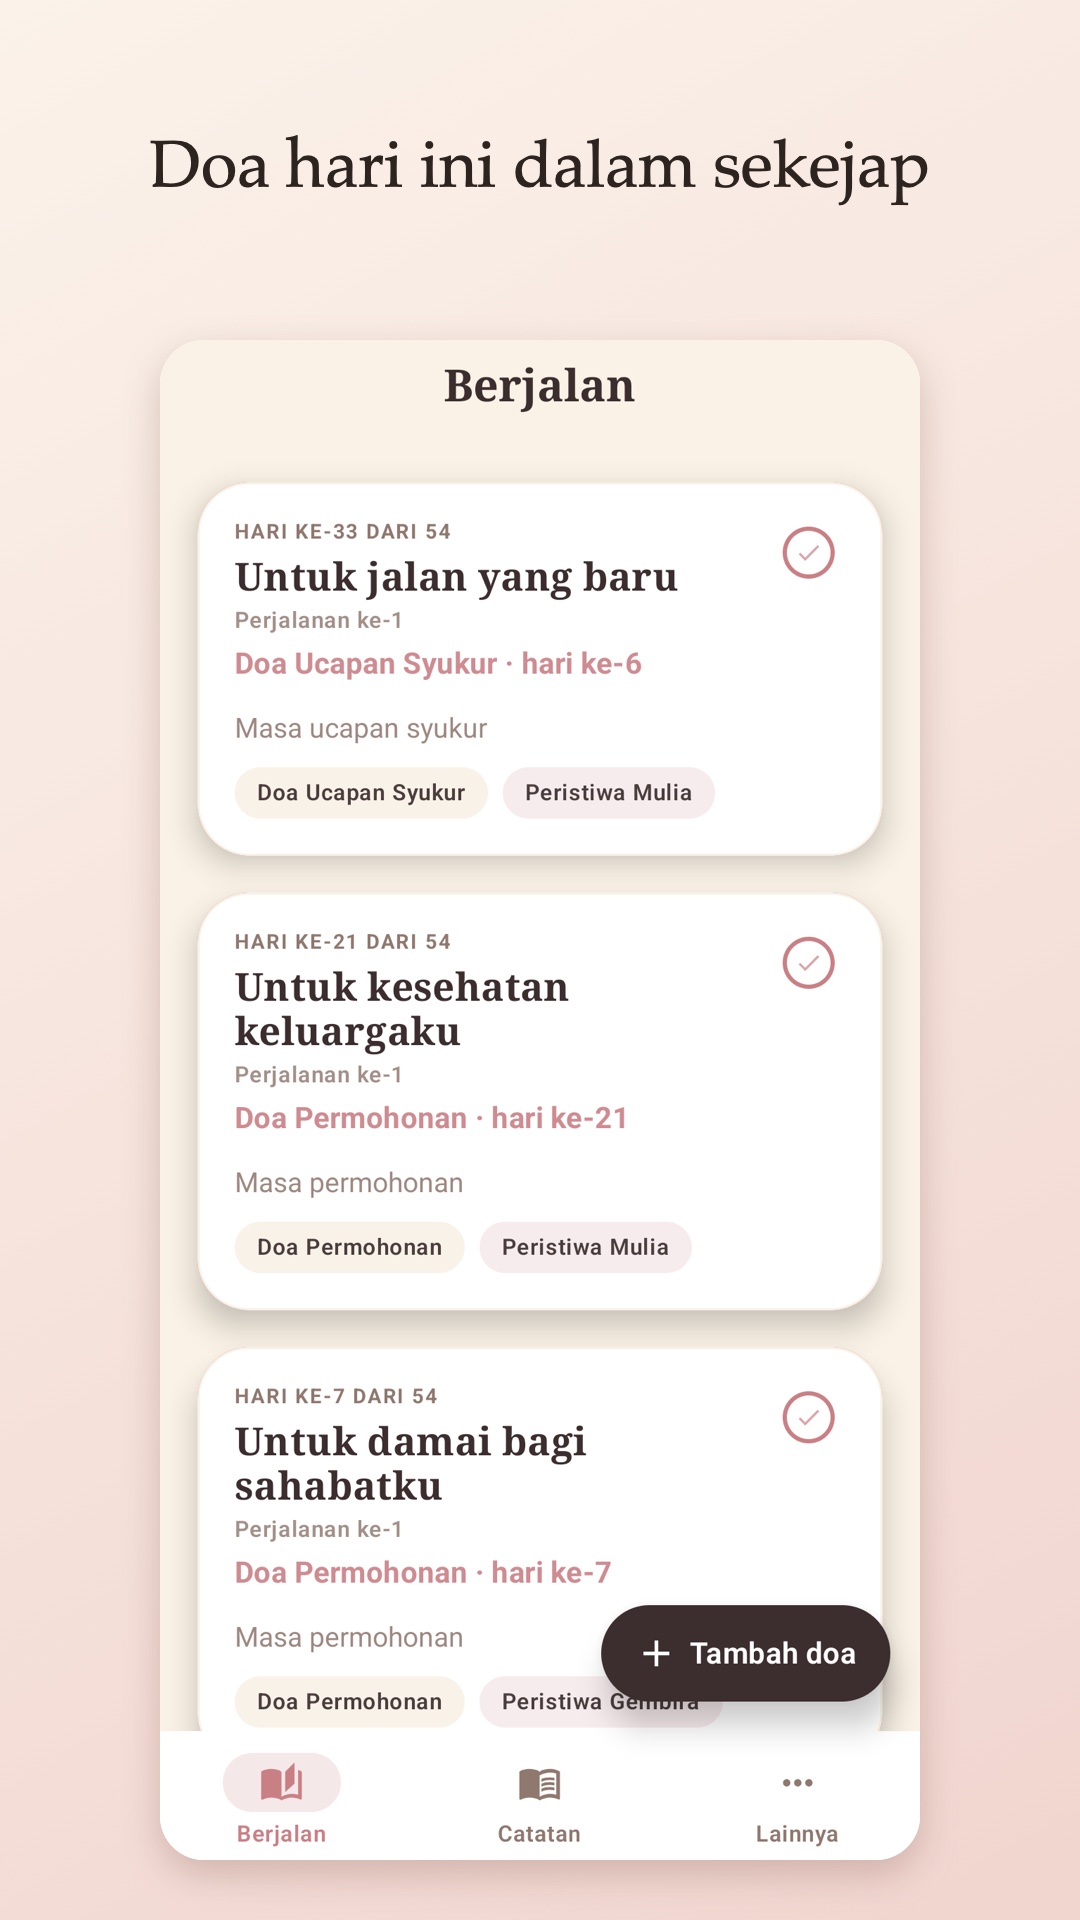 Doa hari ini dalam sekejap
Berjalan
HARI KE-33 DARI 54
Untuk jalan yang baru
Perjalanan ke-1
Doa Ucapan Syukur · hari ke-6
Masa ucapan syukur
Doa Ucapan Syukur
Peristiwa Mulia
HARI KE-21 DARI 54
Untuk kesehatan
keluargaku
Perjalanan ke-1
Doa Permohonan · hari ke-21
Masa permohonan
Doa Permohonan
Peristiwa Mulia
HARI KE-7 DARI 54
Untuk damai bagi
sahabatku
Perjalanan ke-1
Doa Permohonan · hari ke-7
Masa permohonan
Tambah doa
Doa Permohonan
Peristiwa Gembira
Berjalan
Catatan
Lainnya